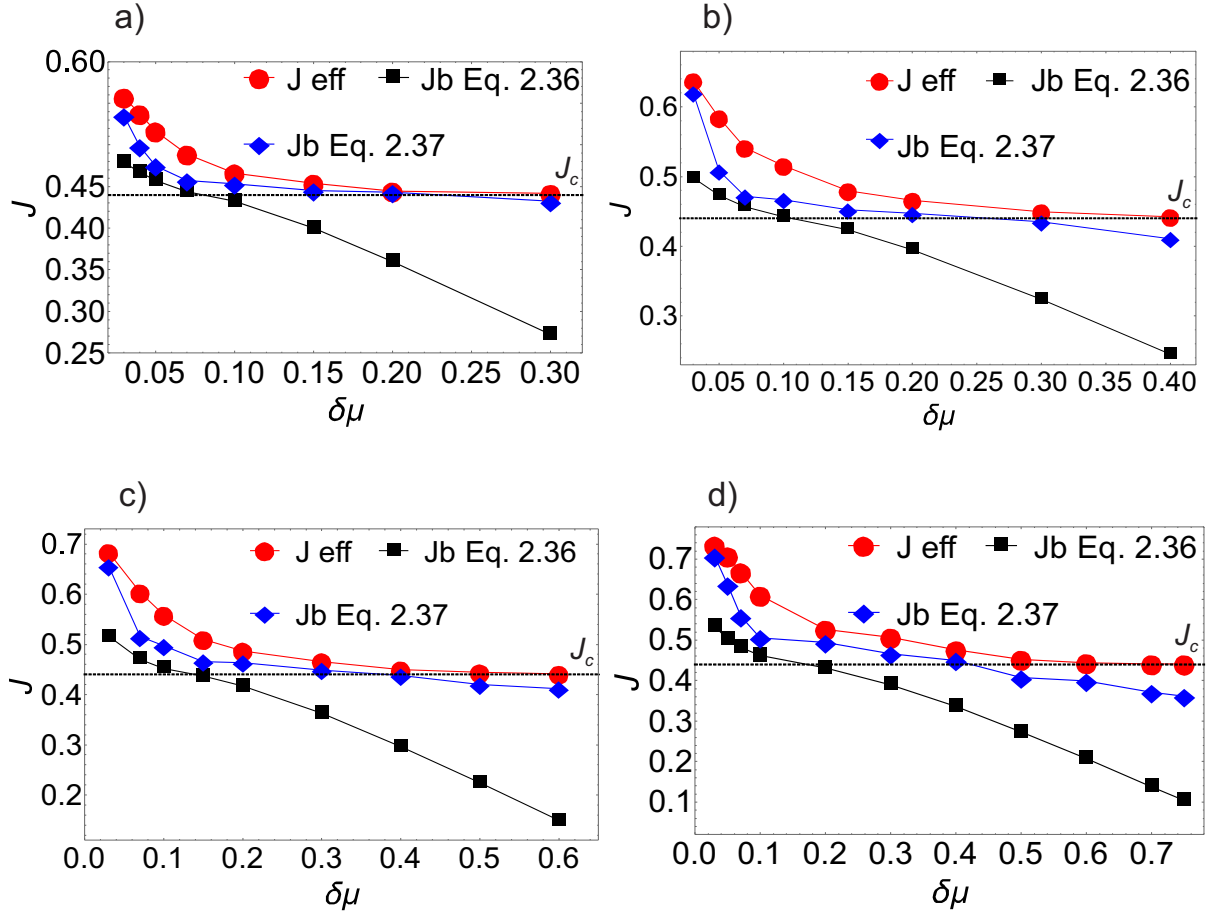 a)
0.60
J eff Jb Eq. 2.36
Jb Eq. 2.37
J_c
0.45
J
0.40
0.35
0.30
0.25
0.05 0.10 0.15 0.20 0.25 0.30
δμ
b)
0.6
J eff Jb Eq. 2.36
Jb Eq. 2.37
0.5
J_c
J
0.4
0.3
0.05 0.10 0.15 0.20 0.25 0.30 0.35 0.40
δμ
c)
0.7
J eff Jb Eq. 2.36
0.6
Jb Eq. 2.37
0.5
J_c
J
0.4
0.3
0.2
0.0 0.1 0.2 0.3 0.4 0.5 0.6
δμ
d)
0.7
J eff Jb Eq. 2.36
0.6
Jb Eq. 2.37
0.5
J_c
J
0.4
0.3
0.2
0.1
0.0 0.1 0.2 0.3 0.4 0.5 0.6 0.7
δμ